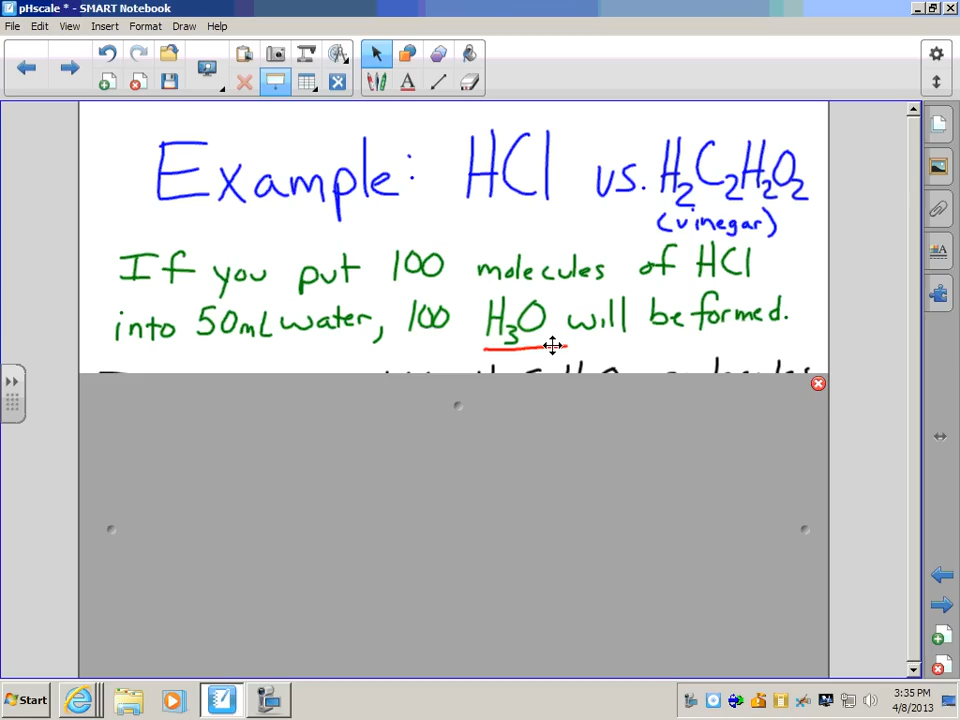 pHscale * - SMART Notebook
File Edit View Insert Format Draw Help
Example: HCl vs. H₂C₂H₂O₂
(vinegar)
If you put 100 molecules of HCl
into 50mL water, 100 H₃O will be formed.
Start
3:35 PM
4/8/2013